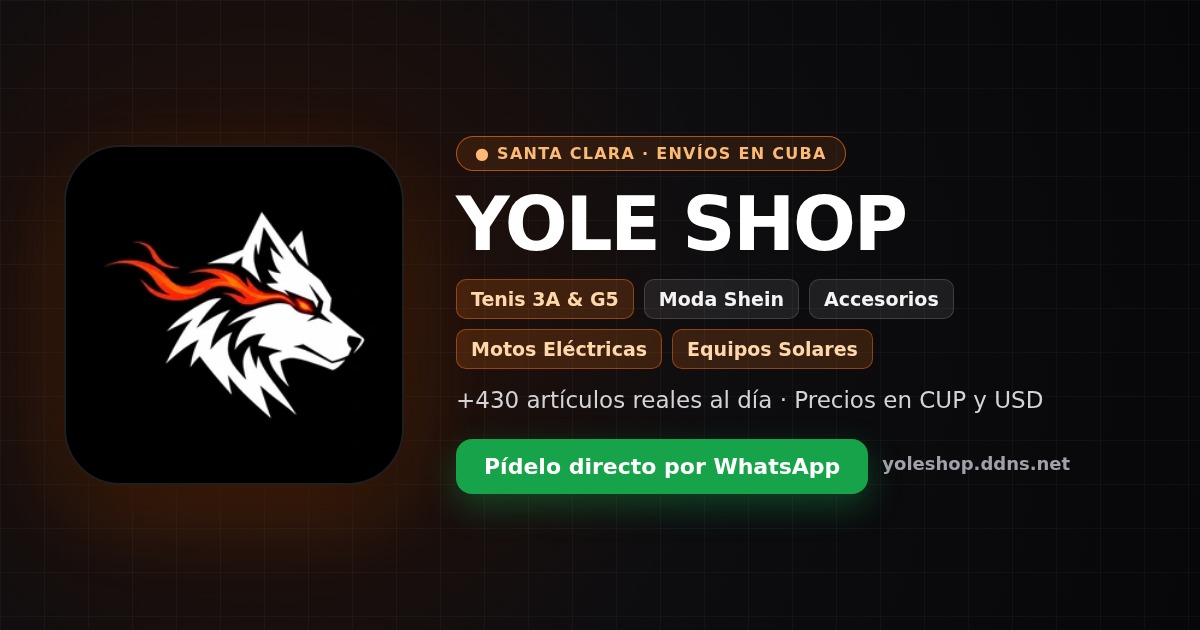 SANTA CLARA · ENVÍOS EN CUBA
YOLE SHOP
Tenis 3A & G5 Moda Shein Accesorios
Motos Eléctricas Equipos Solares
+430 artículos reales al día · Precios en CUP y USD
Pídelo directo por WhatsApp yoleshop.ddns.net